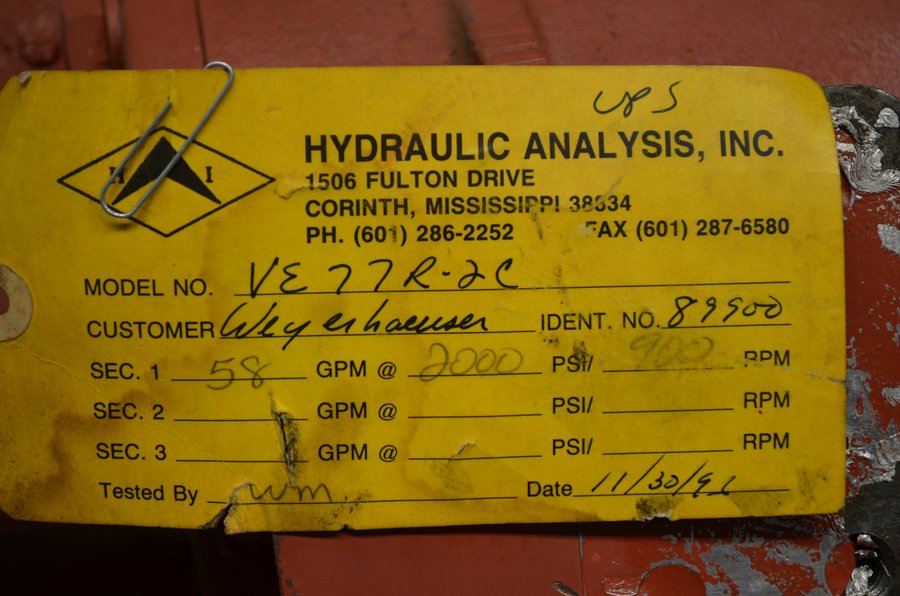 UPS
H I
HYDRAULIC ANALYSIS, INC.
1506 FULTON DRIVE
CORINTH, MISSISSIPPI 38834
PH. (601) 286-2252 FAX (601) 287-6580
MODEL NO. VE77R-2C
CUSTOMER Weyerhaeuser IDENT. NO. 89900
SEC. 1 58 GPM @ 2000 PSI/ 900 RPM
SEC. 2 GPM @ PSI/ RPM
SEC. 3 GPM @ PSI/ RPM
Tested By WM. Date 11/30/96